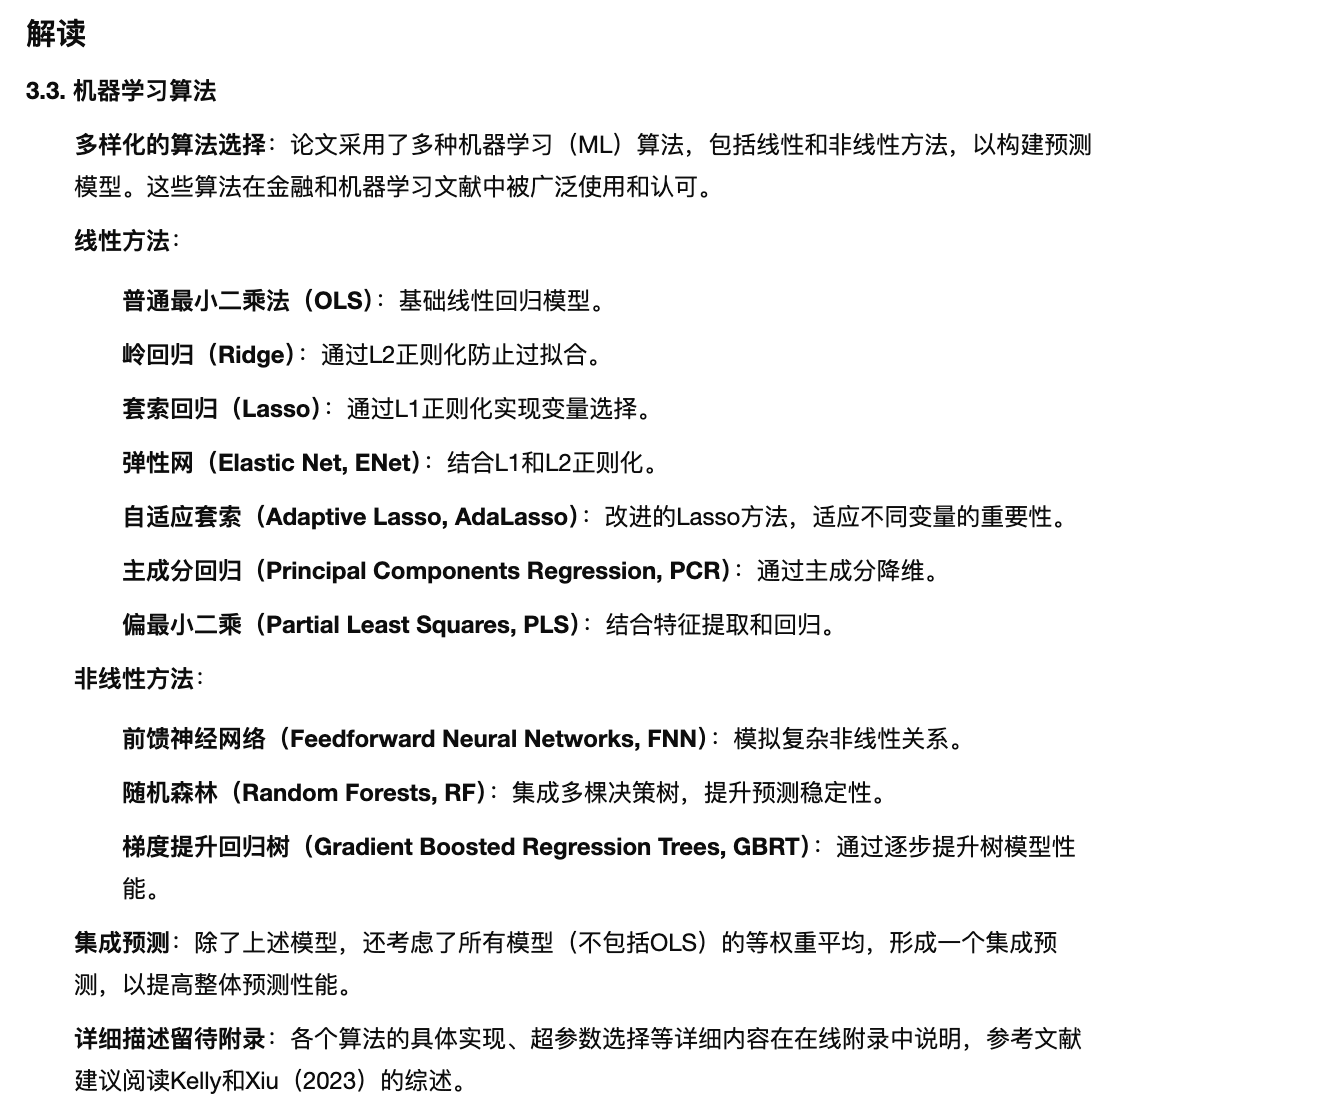 解读
3.3. 机器学习算法
多样化的算法选择：论文采用了多种机器学习（ML）算法，包括线性和非线性方法，以构建预测
模型。这些算法在金融和机器学习文献中被广泛使用和认可。
线性方法：
普通最小二乘法（OLS）：基础线性回归模型。
岭回归（Ridge）：通过L2正则化防止过拟合。
套索回归（Lasso）：通过L1正则化实现变量选择。
弹性网（Elastic Net, ENet）：结合L1和L2正则化。
自适应套索（Adaptive Lasso, AdaLasso）：改进的Lasso方法，适应不同变量的重要性。
主成分回归（Principal Components Regression, PCR）：通过主成分降维。
偏最小二乘（Partial Least Squares, PLS）：结合特征提取和回归。
非线性方法：
前馈神经网络（Feedforward Neural Networks, FNN）：模拟复杂非线性关系。
随机森林（Random Forests, RF）：集成多棵决策树，提升预测稳定性。
梯度提升回归树（Gradient Boosted Regression Trees, GBRT）：通过逐步提升树模型性
能。
集成预测：除了上述模型，还考虑了所有模型（不包括OLS）的等权重平均，形成一个集成预
测，以提高整体预测性能。
详细描述留待附录：各个算法的具体实现、超参数选择等详细内容在在线附录中说明，参考文献
建议阅读Kelly和Xiu（2023）的综述。